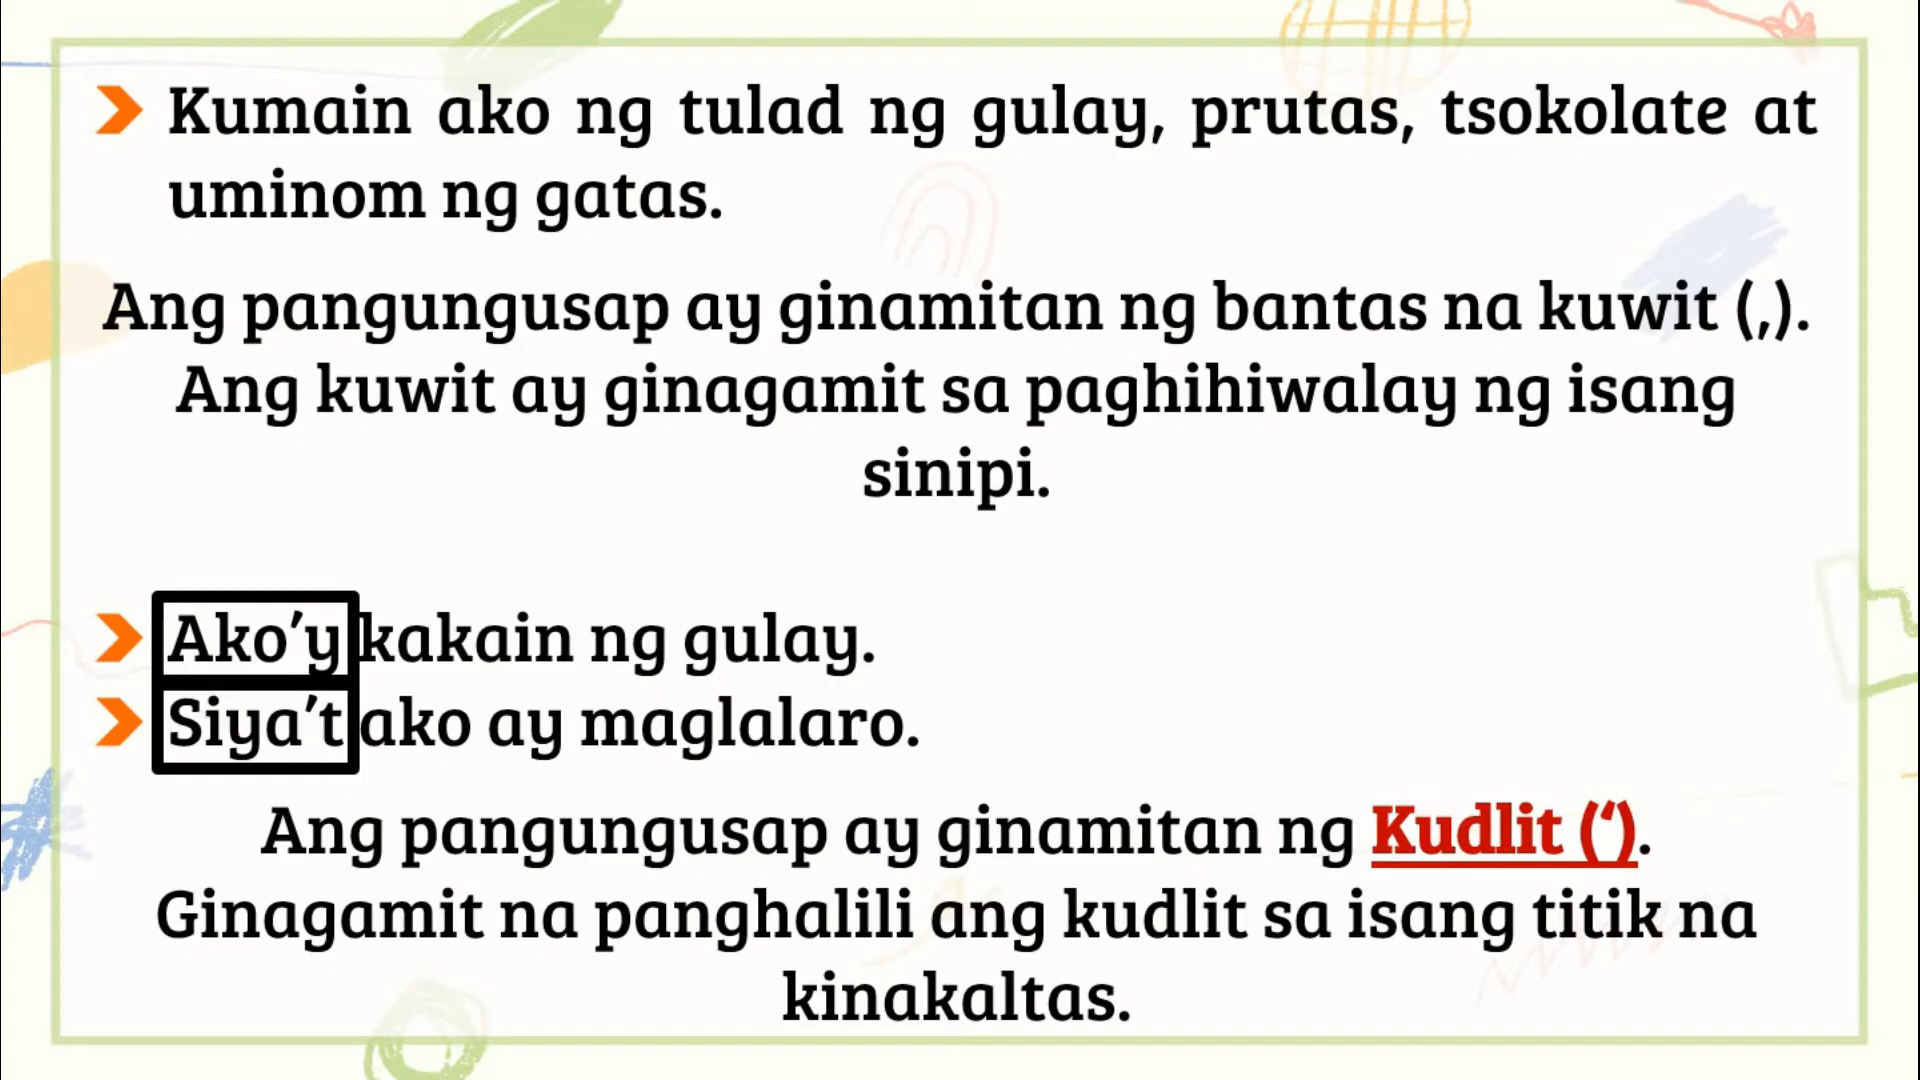 Kumain ako ng tulad ng gulay, prutas, tsokolate at
uminom ng gatas.
Ang pangungusap ay ginamitan ng bantas na kuwit (,).
Ang kuwit ay ginagamit sa paghihiwalay ng isang
sinipi.
Ako’y kakain ng gulay.
Siya’t ako ay maglalaro.
Ang pangungusap ay ginamitan ng Kudlit (‘).
Ginagamit na panghalili ang kudlit sa isang titik na
kinakaltas.